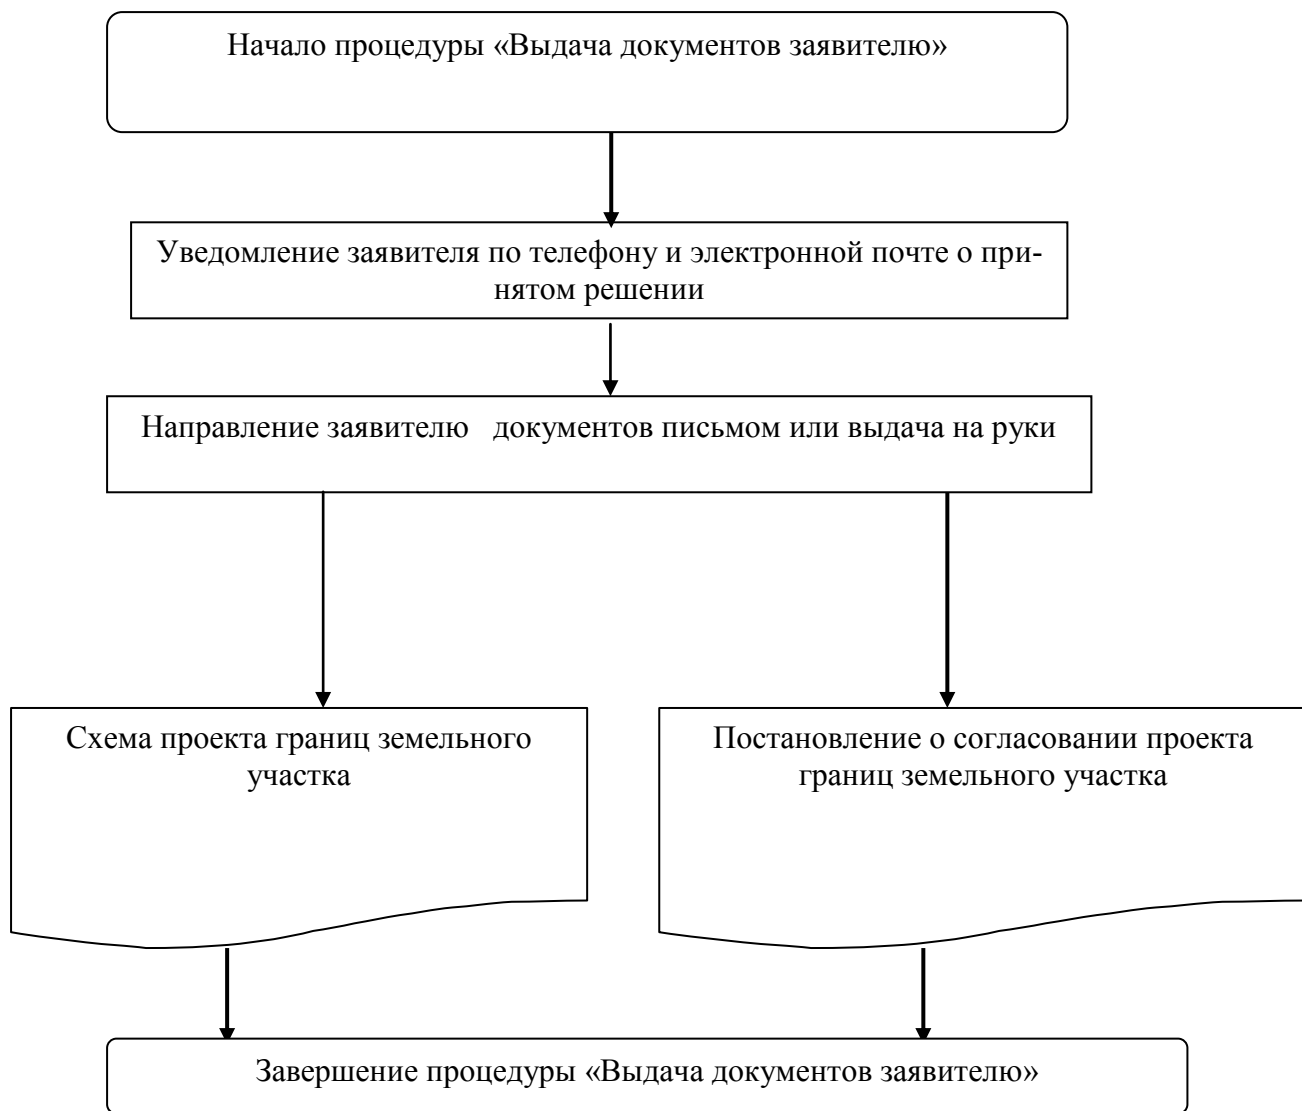 Начало процедуры «Выдача документов заявителю»
Уведомление заявителя по телефону и электронной почте о при-
нятом решении
Направление заявителю документов письмом или выдача на руки
Схема проекта границ земельного
участка
Постановление о согласовании проекта
границ земельного участка
Завершение процедуры «Выдача документов заявителю»